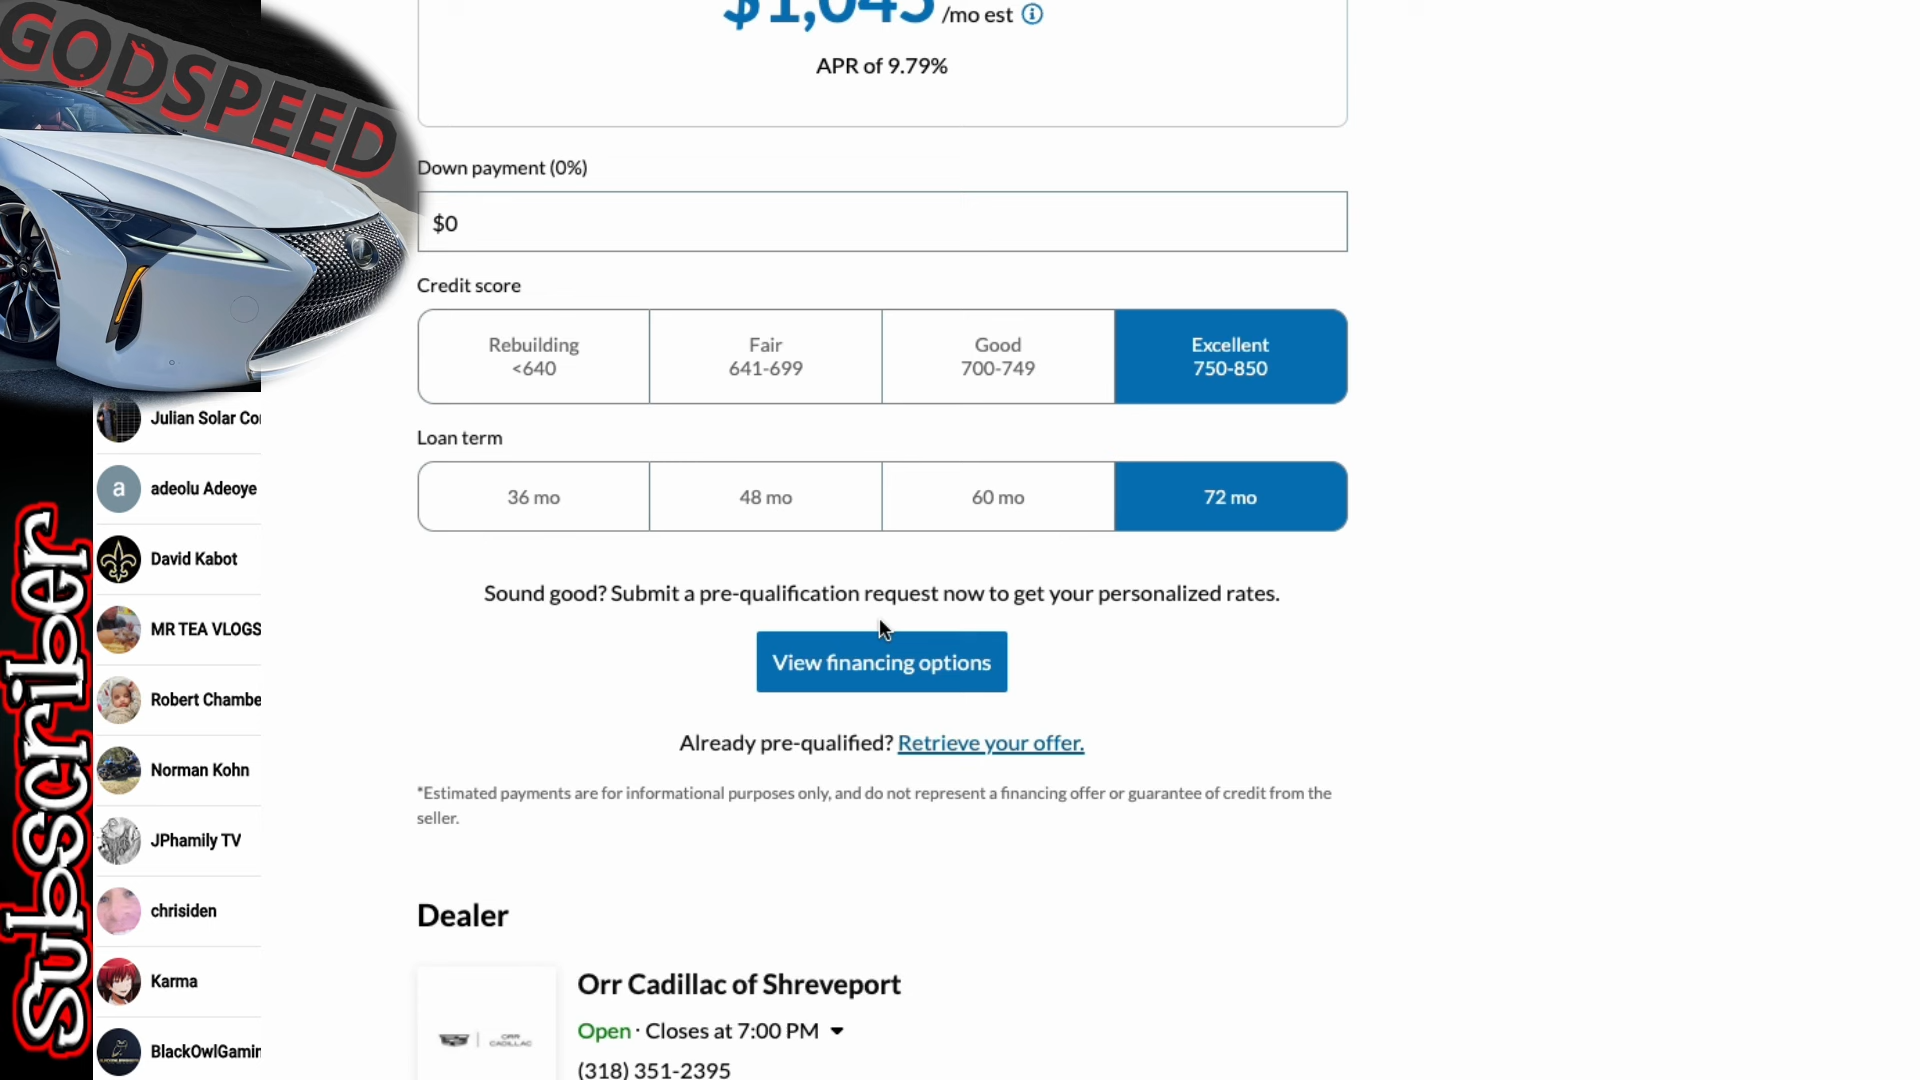 GODSPEED
$1,045 /mo est
APR of 9.79%
Down payment (0%)
$0
Credit score
Rebuilding
<640
Fair
641-699
Good
700-749
Excellent
750-850
Loan term
36 mo
48 mo
60 mo
72 mo
Sound good? Submit a pre-qualification request now to get your personalized rates.
View financing options
Already pre-qualified? Retrieve your offer.
*Estimated payments are for informational purposes only, and do not represent a financing offer or guarantee of credit from the
seller.
Dealer
Orr Cadillac of Shreveport
Open · Closes at 7:00 PM
(318) 351-2395
ORR
CADILLAC
Subscriber
Julian Solar Co
a
adeolu Adeoye
David Kabot
MR TEA VLOGS
Robert Chambe
Norman Kohn
JPhamily TV
chrisiden
Karma
BlackOwlGamin